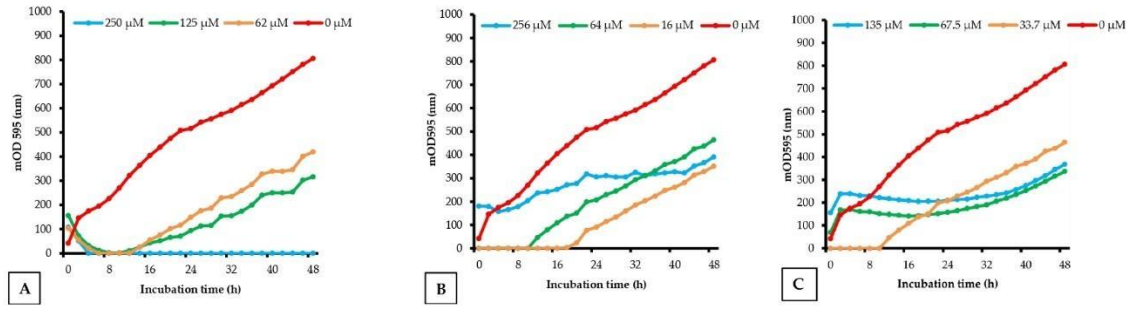 250 µM 125 µM 62 µM 0 µM
1000
900
800
700
600
500
400
300
200
100
0
mOD 595 (nm)
0 8 16 24 32 40 48
Incubation time (h)
A
256 µM 64 µM 16 µM 0 µM
1000
900
800
700
600
500
400
300
200
100
0
mOD595 (nm)
0 8 16 24 32 40 48
Incubation time (h)
B
135 µM 67.5 µM 33.7 µM 0 µM
1000
900
800
700
600
500
400
300
200
100
0
mOD595 (nm)
0 8 16 24 32 40 48
Incubation time (h)
C